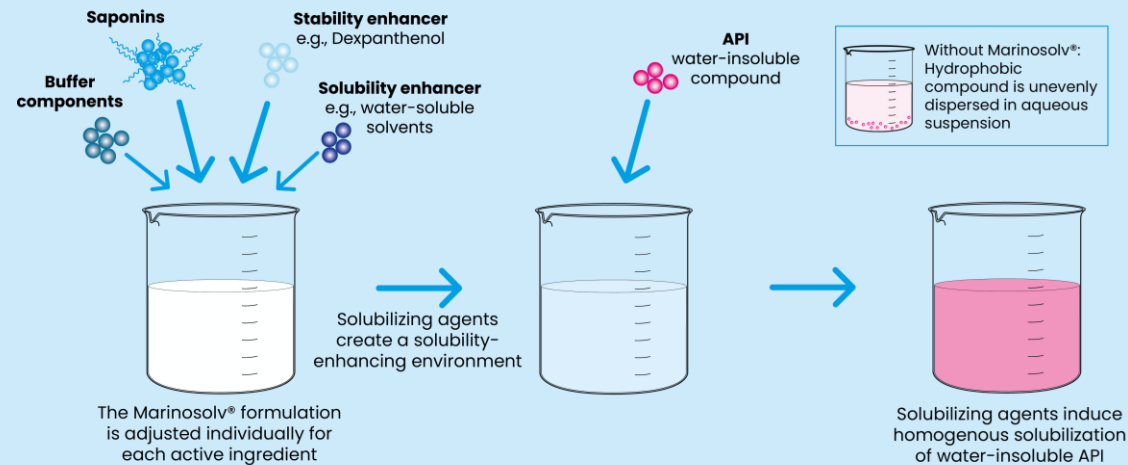 Saponins
Stability enhancer
e.g., Dexpanthenol
Buffer
components
Solubility enhancer
e.g., water-soluble
solvents
API
water-insoluble
compound
Without Marinosolv®:
Hydrophobic
compound is unevenly
dispersed in aqueous
suspension
Solubilizing agents
create a solubility-
enhancing environment
The Marinosolv® formulation
is adjusted individually for
each active ingredient
Solubilizing agents induce
homogenous solubilization
of water-insoluble API